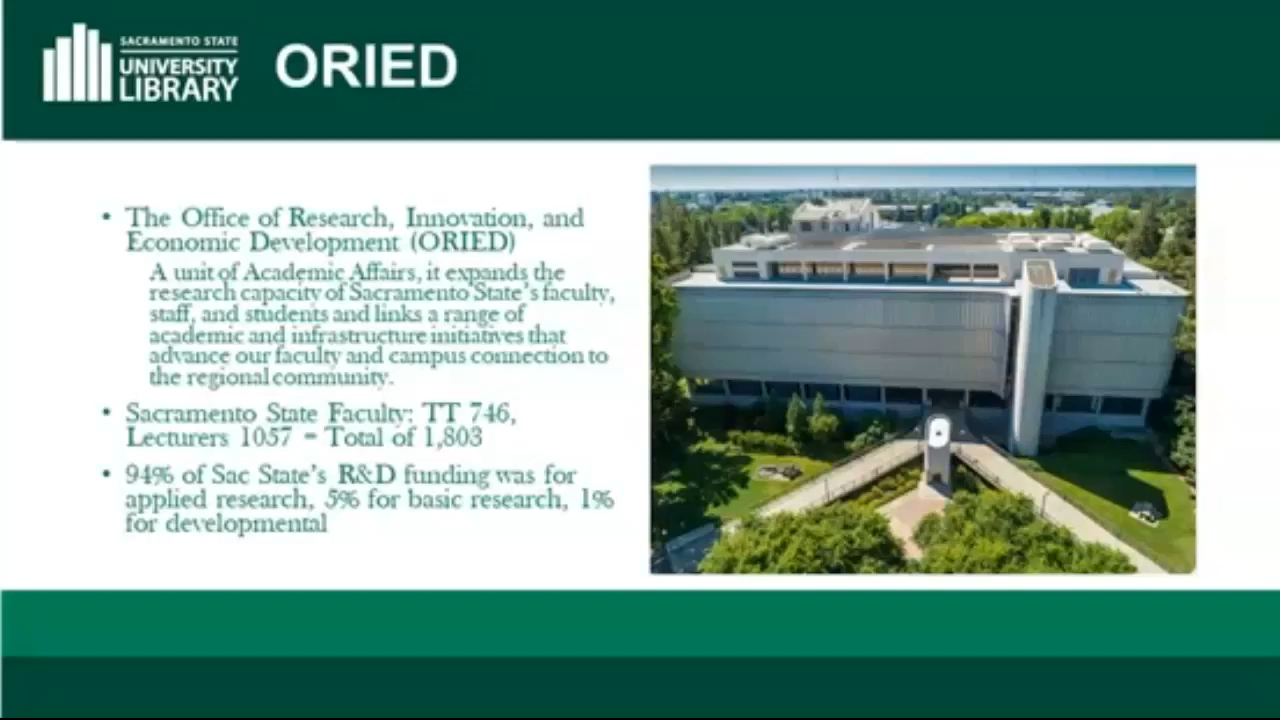 SACRAMENTO STATE
UNIVERSITY
LIBRARY
ORIED
• The Office of Research, Innovation, and
Economic Development (ORIED)
A unit of Academic Affairs, it expands the
research capacity of Sacramento State's faculty,
staff, and students and links a range of
academic and infrastructure initiatives that
advance our faculty and campus connection to
the regional community.
• Sacramento State Faculty: TT 746,
Lecturers 1057 = Total of 1,803
• 94% of Sac State's R&D funding was for
applied research, 5% for basic research, 1%
for developmental